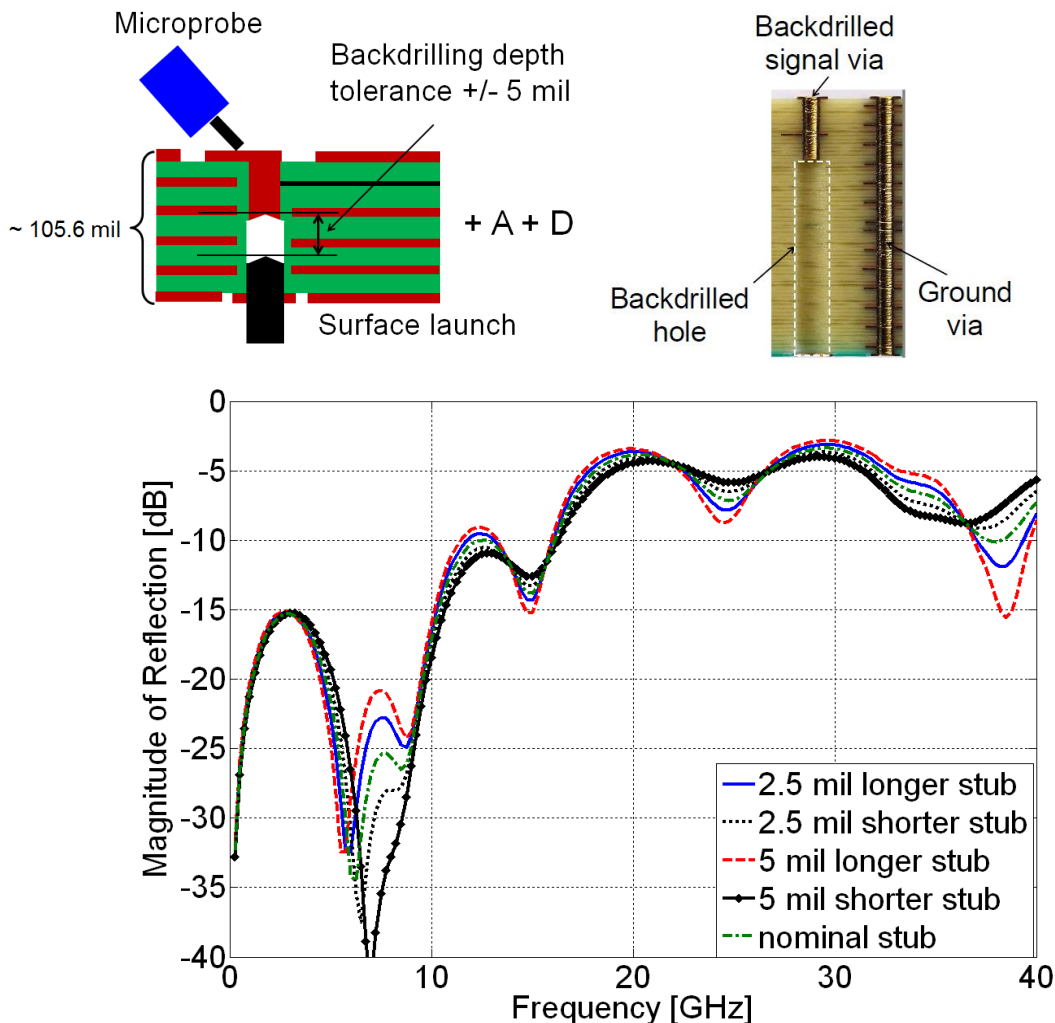 Microprobe
Backdrilling depth
tolerance +/- 5 mil
~ 105.6 mil
+ A + D
Surface launch
Backdrilled
signal via
Backdrilled
hole
Ground
via
Magnitude of Reflection [dB]
0
-5
-10
-15
-20
-25
-30
-35
-40
0
10
20
30
40
Frequency [GHz]
2.5 mil longer stub
2.5 mil shorter stub
5 mil longer stub
5 mil shorter stub
nominal stub